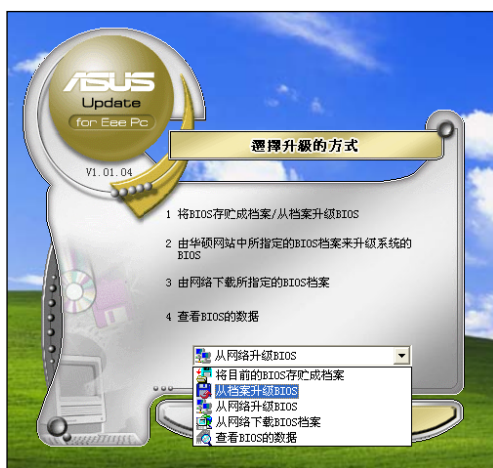 ASUS
Update
for Eee Pc
V1.01.04
選擇升級的方式
1 将BIOS存贮成档案/从档案升级BIOS
2 由华硕网站中所指定的BIOS档案来升级系统的
BIOS
3 由网络下载所指定的BIOS档案
4 查看BIOS的数据
从网络升级BIOS
将目前的BIOS存贮成档案
从档案升级BIOS
从网络升级BIOS
从网络下载BIOS档案
查看BIOS的数据